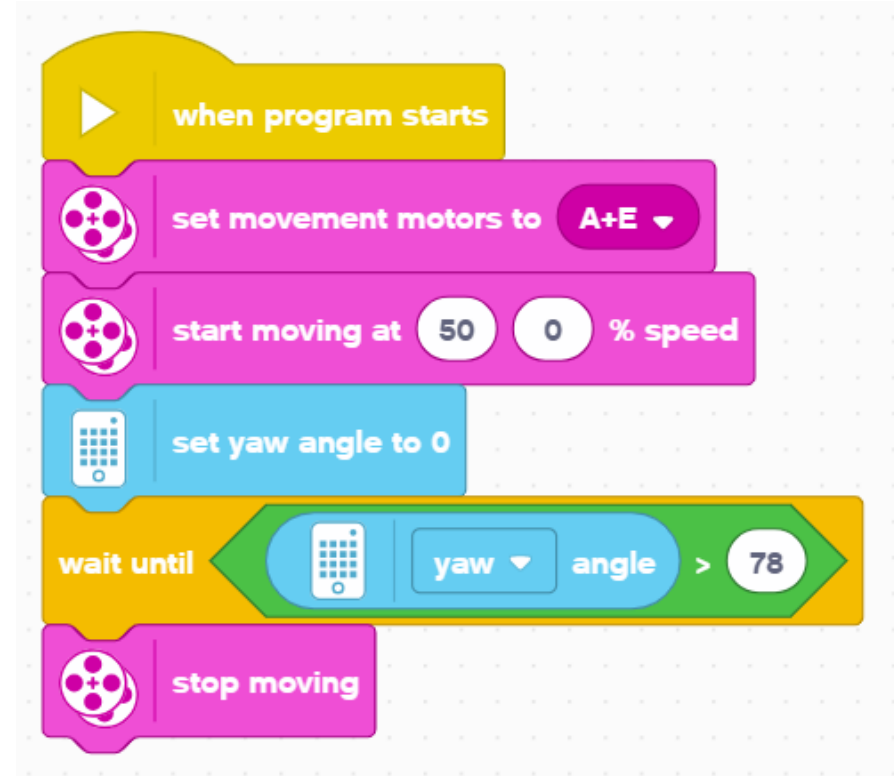 when program starts
set movement motors to A+E
start moving at 50 0 % speed
set yaw angle to 0
wait until yaw angle > 78
stop moving